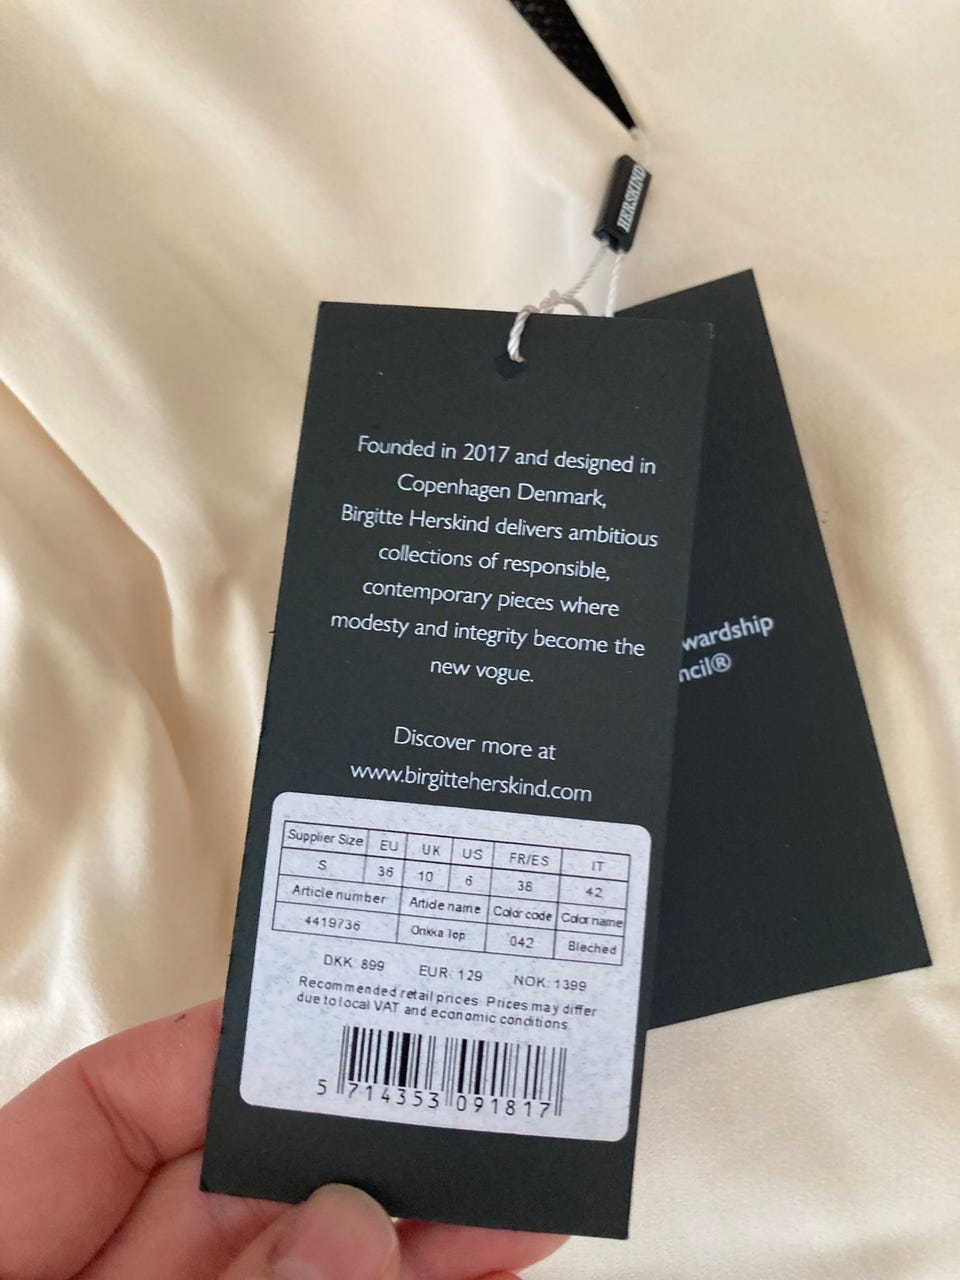 HERSKIND
Founded in 2017 and designed in
Copenhagen Denmark,
Birgitte Herskind delivers ambitious
collections of responsible,
contemporary pieces where
modesty and integrity become the
new vogue.
Discover more at
www.birgitteherskind.com
wardship
ncil®
Supplier Size EU UK US FR/ES IT
S 36 10 6 38 42
Article number Article name Color code Color name
4419736 Onkka Top 042 Bleched
DKK: 899 EUR: 129 NOK: 1399
Recommended retail prices. Prices may differ
due to local VAT and economic conditions.
5 714353 091817